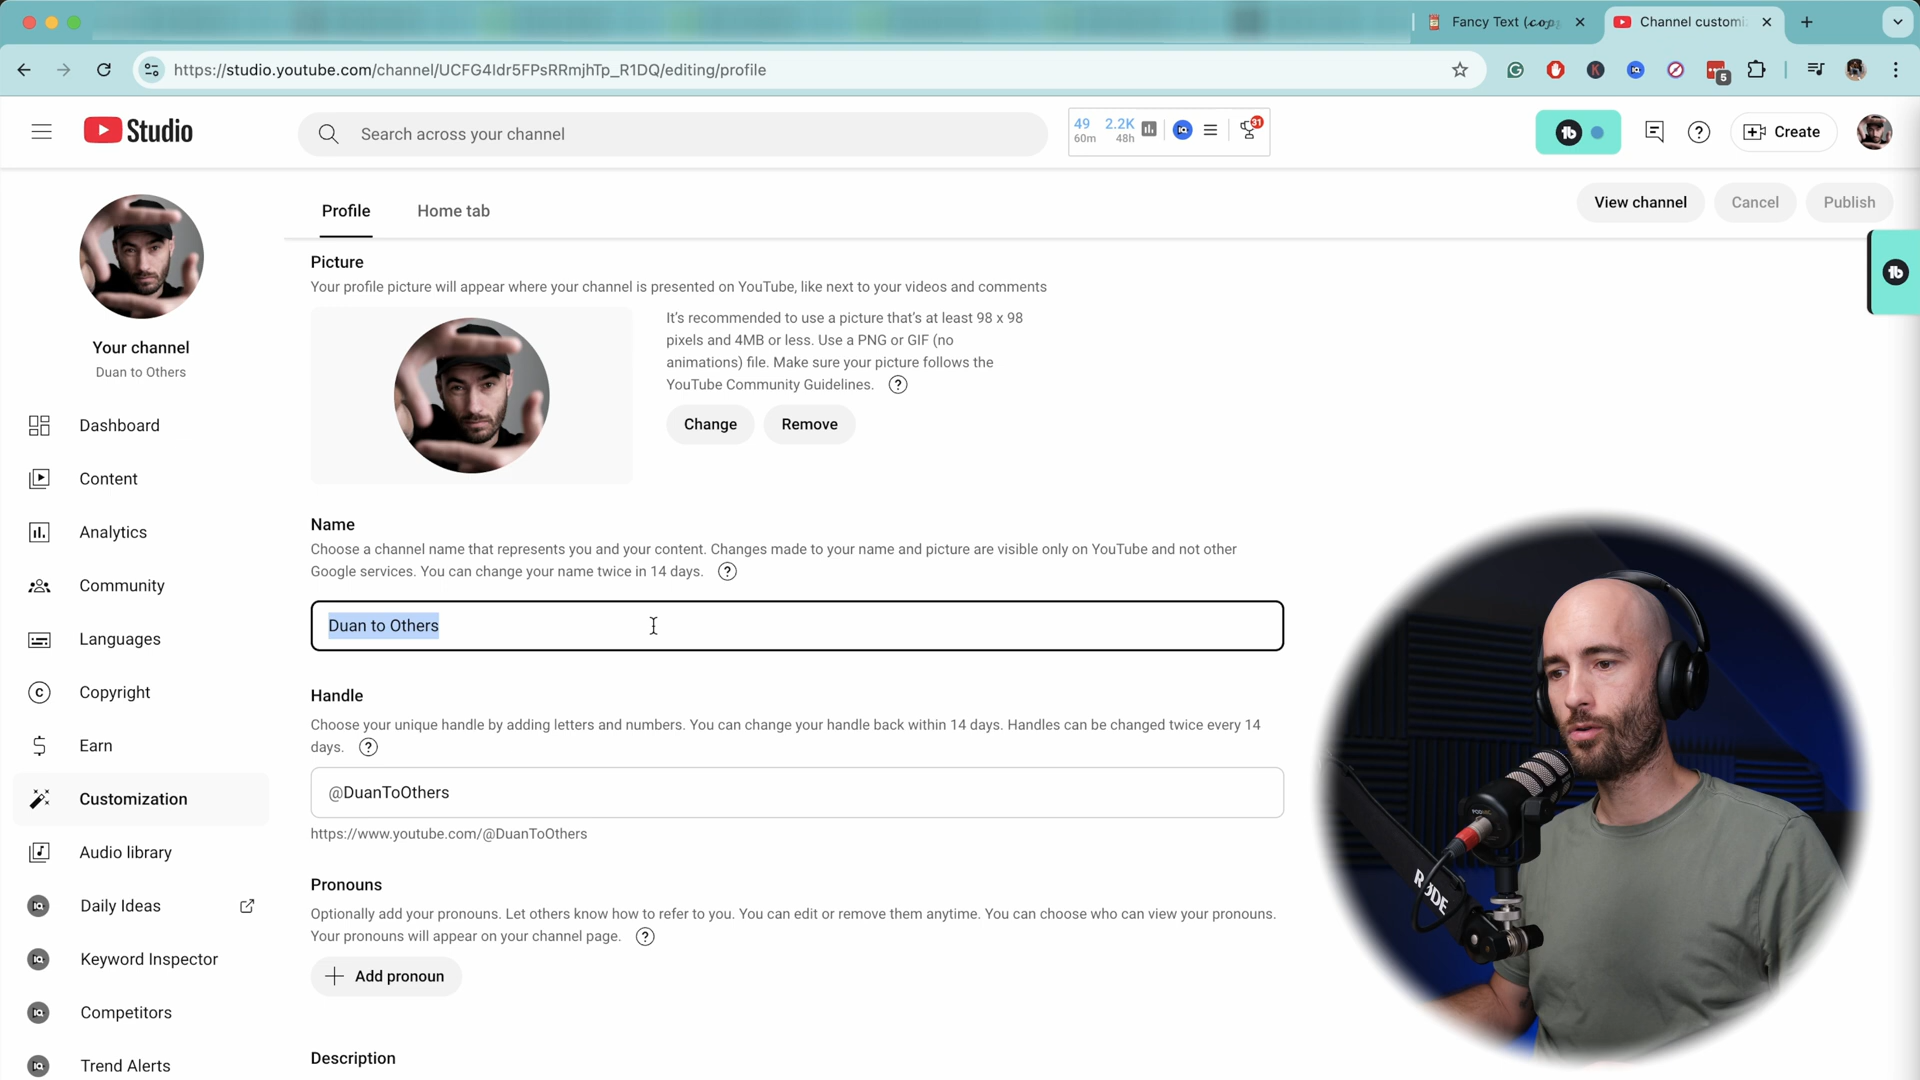 Fancy Text (𝓬𝓸𝓹
Channel customi
https://studio.youtube.com/channel/UCFG4Idr5FPsRRmjhTp_R1DQ/editing/profile
5
Studio
Search across your channel
49 2.2K
60m 48h
31
Create
Profile
Home tab
View channel
Cancel
Publish
Your channel
Duan to Others
Dashboard
Content
Analytics
Community
Languages
Copyright
Earn
Customization
Audio library
Daily Ideas
Keyword Inspector
Competitors
Trend Alerts
Picture
Your profile picture will appear where your channel is presented on YouTube, like next to your videos and comments
It's recommended to use a picture that's at least 98 x 98
pixels and 4MB or less. Use a PNG or GIF (no
animations) file. Make sure your picture follows the
YouTube Community Guidelines.
Change
Remove
Name
Choose a channel name that represents you and your content. Changes made to your name and picture are visible only on YouTube and not other
Google services. You can change your name twice in 14 days.
Duan to Others
Handle
Choose your unique handle by adding letters and numbers. You can change your handle back within 14 days. Handles can be changed twice every 14
days.
@DuanToOthers
https://www.youtube.com/@DuanToOthers
Pronouns
Optionally add your pronouns. Let others know how to refer to you. You can edit or remove them anytime. You can choose who can view your pronouns.
Your pronouns will appear on your channel page.
Add pronoun
Description
RØDE